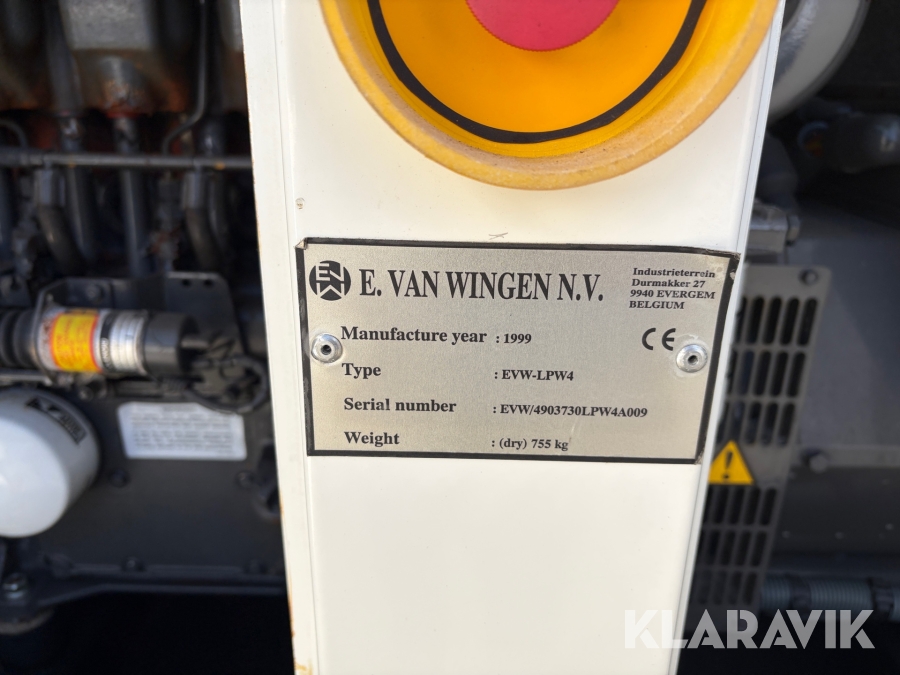 E. VAN WINGEN N.V.
Industrieterrein
Durmakker 27
9940 EVERGEM
BELGIUM
Manufacture year : 1999
CE
Type : EVW-LPW4
Serial number : EVW/4903730LPW4A009
Weight : (dry) 755 kg
KLARAVIK